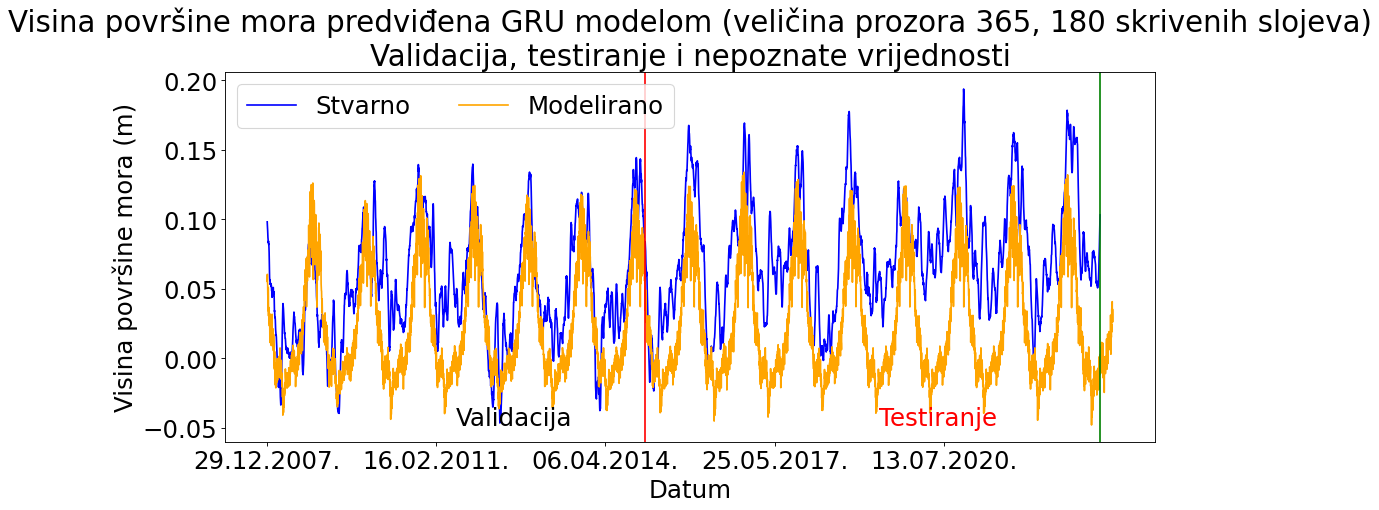 Visina površine mora predviđena GRU modelom (veličina prozora 365, 180 skrivenih slojeva)
Validacija, testiranje i nepoznate vrijednosti
Stvarno
Modelirano
Visina površine mora (m)
0.20
0.15
0.10
0.05
0.00
−0.05
Validacija
Testiranje
29.12.2007.
16.02.2011.
06.04.2014.
25.05.2017.
13.07.2020.
Datum